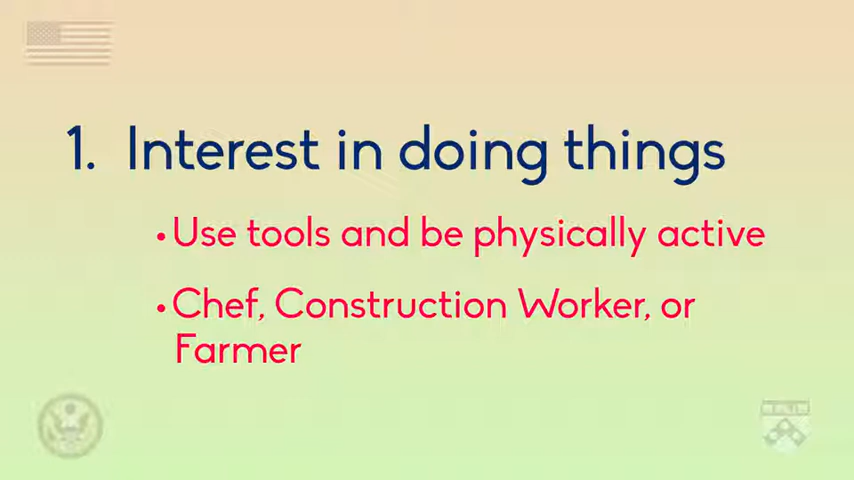 1. Interest in doing things
• Use tools and be physically active
• Chef, Construction Worker, or
Farmer